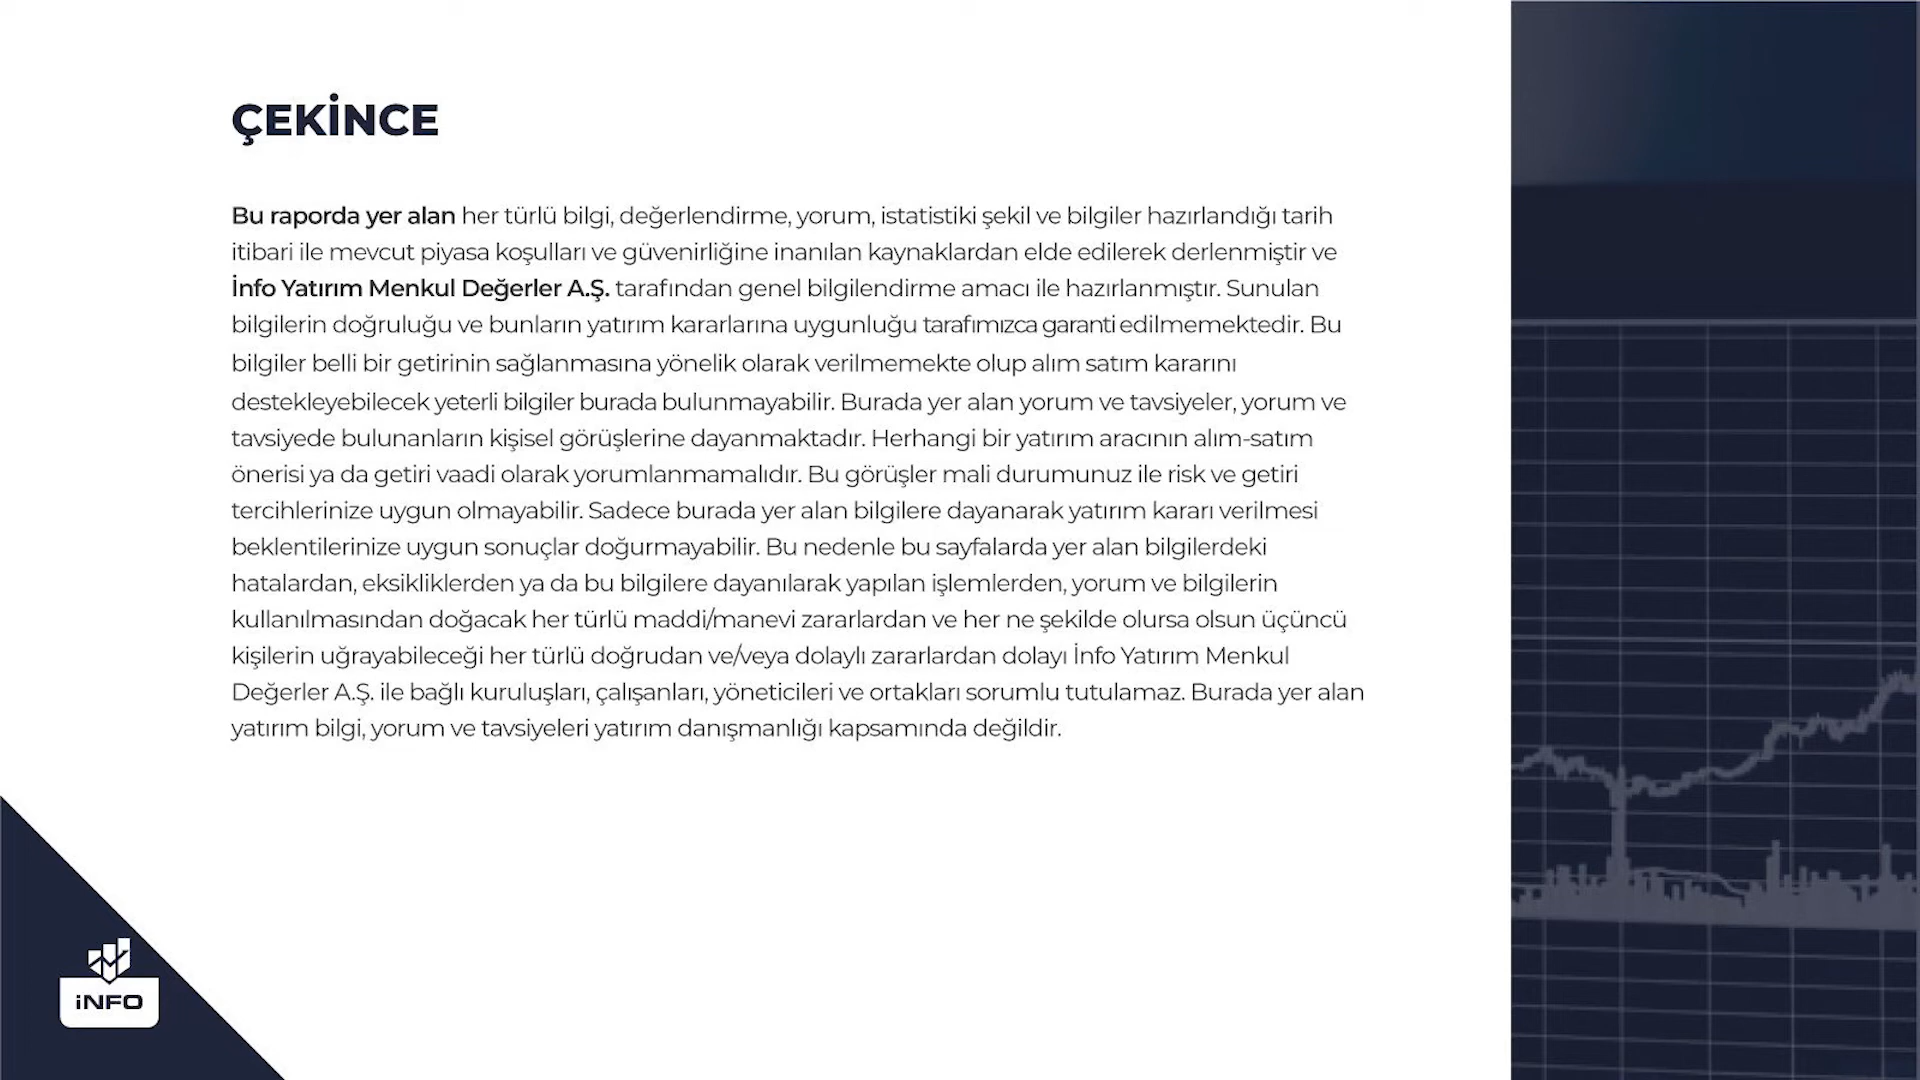 ÇEKİNCE
Bu raporda yer alan her türlü bilgi, değerlendirme, yorum, istatistiki şekil ve bilgiler hazırlandığı tarih
itibari ile mevcut piyasa koşulları ve güvenirliğine inanılan kaynaklardan elde edilerek derlenmiştir ve
İnfo Yatırım Menkul Değerler A.Ş. tarafından genel bilgilendirme amacı ile hazırlanmıştır. Sunulan
bilgilerin doğruluğu ve bunların yatırım kararlarına uygunluğu tarafımızca garanti edilmemektedir. Bu
bilgiler belli bir getirinin sağlanmasına yönelik olarak verilmemekte olup alım satım kararını
destekleyebilecek yeterli bilgiler burada bulunmayabilir. Burada yer alan yorum ve tavsiyeler, yorum ve
tavsiyede bulunanların kişisel görüşlerine dayanmaktadır. Herhangi bir yatırım aracının alım-satım
önerisi ya da getiri vaadi olarak yorumlanmamalıdır. Bu görüşler mali durumunuz ile risk ve getiri
tercihlerinize uygun olmayabilir. Sadece burada yer alan bilgilere dayanarak yatırım kararı verilmesi
beklentilerinize uygun sonuçlar doğurmayabilir. Bu nedenle bu sayfalarda yer alan bilgilerdeki
hatalardan, eksikliklerden ya da bu bilgilere dayanılarak yapılan işlemlerden, yorum ve bilgilerin
kullanılmasından doğacak her türlü maddi/manevi zararlardan ve her ne şekilde olursa olsun üçüncü
kişilerin uğrayabileceği her türlü doğrudan ve/veya dolaylı zararlardan dolayı İnfo Yatırım Menkul
Değerler A.Ş. ile bağlı kuruluşları, çalışanları, yöneticileri ve ortakları sorumlu tutulamaz. Burada yer alan
yatırım bilgi, yorum ve tavsiyeleri yatırım danışmanlığı kapsamında değildir.
iNFO